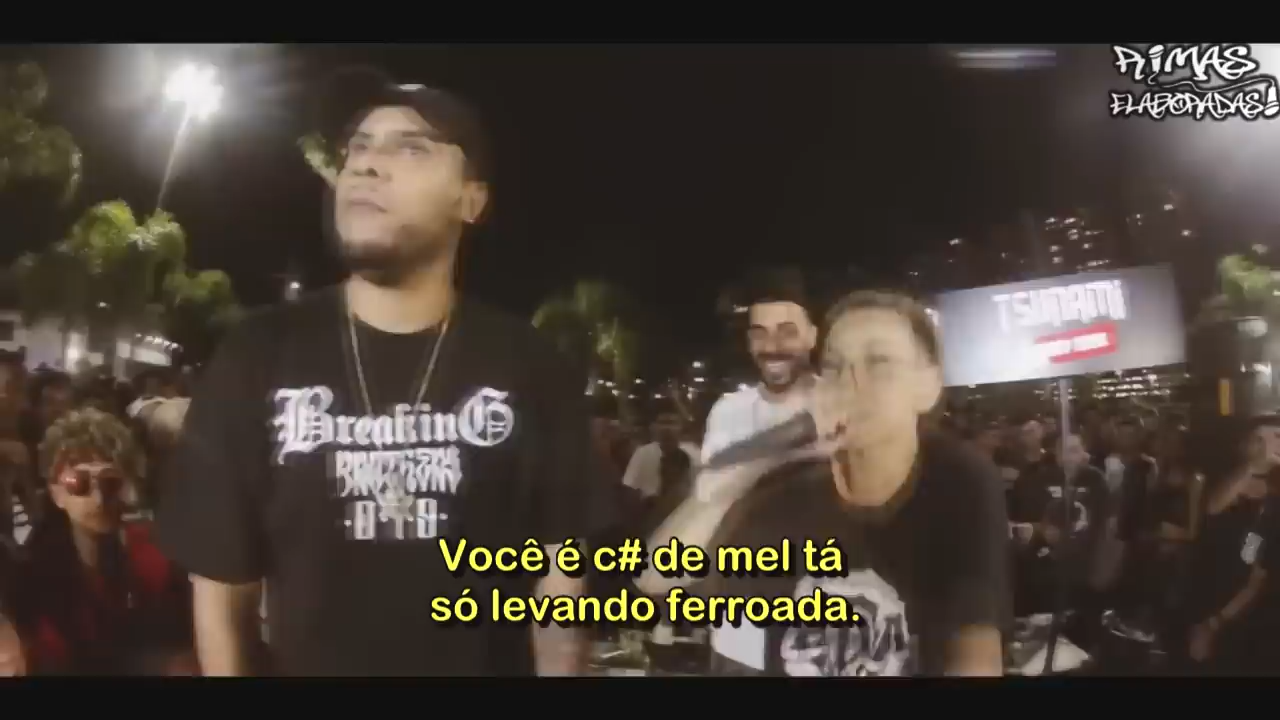 RIMAS
ELABORADAS!
TSUNAMI
BreakinG
Você é c# de mel tá
só levando ferroada.